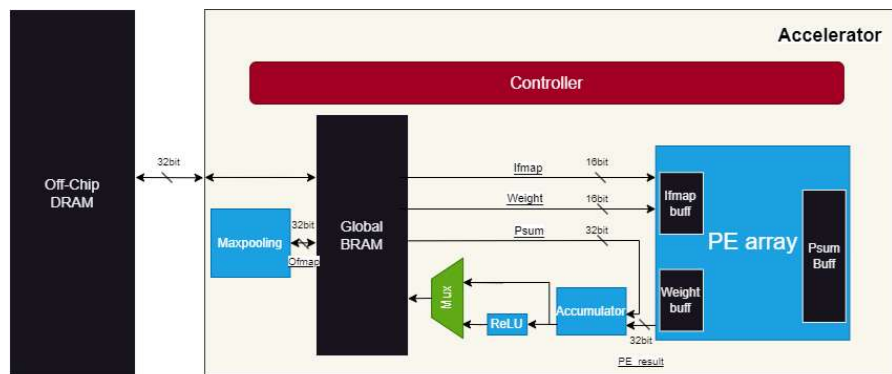 Accelerator
Controller
32bit
Off-Chip
DRAM
Ifmap
16bit
Weight
16bit
Psum
32bit
Global
BRAM
Maxpooling
32bit
Ofmap
Mux
ReLU
Accumulator
32bit
PE_result
Ifmap
buff
PE array
Psum
Buff
Weight
buff